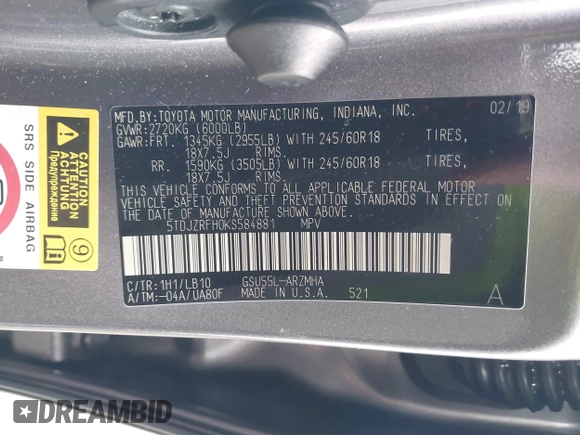 MFD.BY:TOYOTA MOTOR MANUFACTURING, INDIANA, INC. 02/19
GVWR:2720KG (6000LB)
GAWR:FRT. 1345KG (2955LB) WITH 245/60R18 TIRES,
18X7.5J RIMS.
RR. 1590KG (3505LB) WITH 245/60R18 TIRES,
18X7.5J RIMS.
THIS VEHICLE CONFORMS TO ALL APPLICABLE FEDERAL MOTOR
VEHICLE SAFETY AND THEFT PREVENTION STANDARDS IN EFFECT ON
THE DATE OF MANUFACTURE SHOWN ABOVE.
5TDJZRFH0KS584881 MPV
C/TR:1H1/LB10 GSU55L-ARZMHA
A/TM:-04A/UA80F MADE IN U.S.A. 521 A
SRS SIDE AIRBAG
Предупреждение
ACHTUNG
ATTENTION
9
DREAMBID